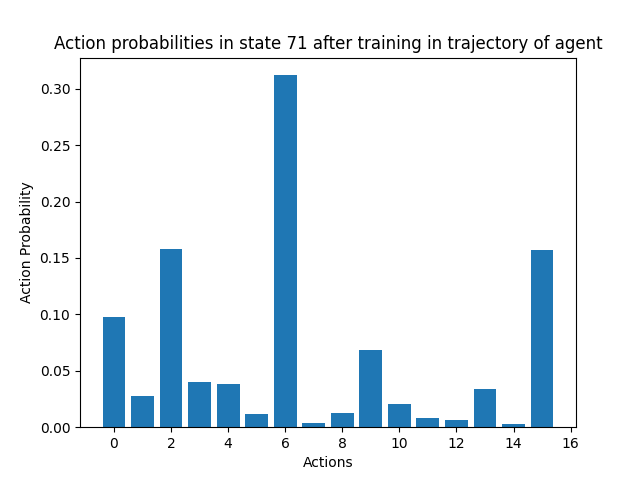 Action probabilities in state 71 after training in trajectory of agent
0.30
0.25
0.20
0.15
0.10
0.05
0.00
Action Probability
0 2 4 6 8 10 12 14 16
Actions